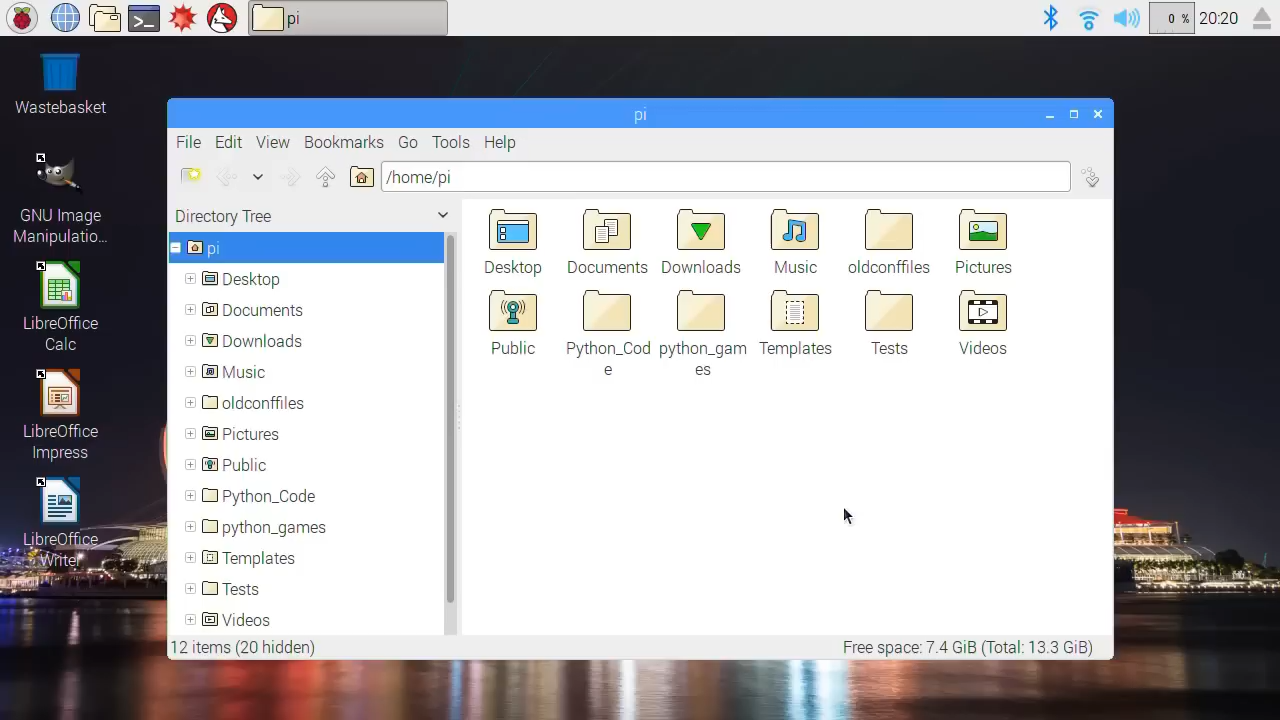 pi
0 %
20:20
Wastebasket
GNU Image
Manipulatio...
LibreOffice
Calc
LibreOffice
Impress
LibreOffice
Writer
pi
File Edit View Bookmarks Go Tools Help
/home/pi
Directory Tree
pi
Desktop
Documents
Downloads
Music
oldconffiles
Pictures
Public
Python_Code
python_games
Templates
Tests
Videos
Desktop Documents Downloads Music oldconffiles Pictures
Public Python_Cod python_gam Templates Tests Videos
e es
12 items (20 hidden)
Free space: 7.4 GiB (Total: 13.3 GiB)